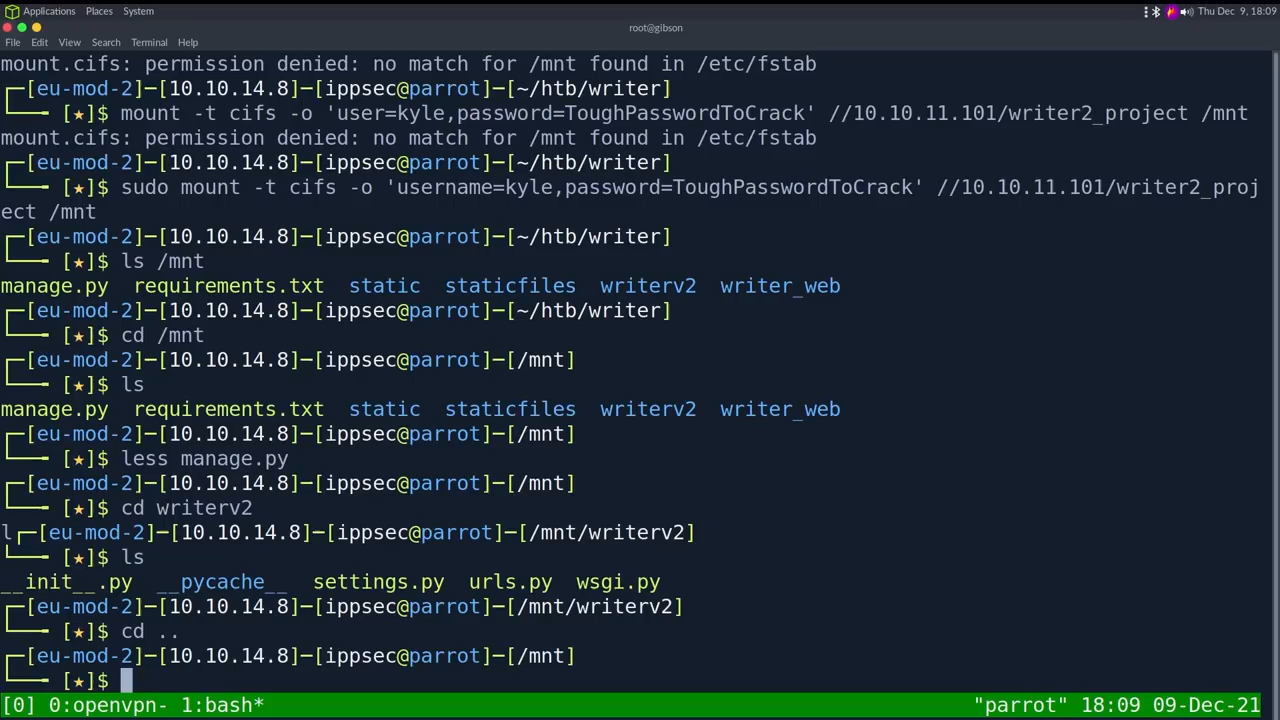 Applications Places System Thu Dec 9, 18:09
root@gibson
File Edit View Search Terminal Help
mount.cifs: permission denied: no match for /mnt found in /etc/fstab
┌─[eu-mod-2]─[10.10.14.8]─[ippsec@parrot]─[~/htb/writer]
└──╼ [★]$ mount -t cifs -o 'user=kyle,password=ToughPasswordToCrack' //10.10.11.101/writer2_project /mnt
mount.cifs: permission denied: no match for /mnt found in /etc/fstab
┌─[eu-mod-2]─[10.10.14.8]─[ippsec@parrot]─[~/htb/writer]
└──╼ [★]$ sudo mount -t cifs -o 'username=kyle,password=ToughPasswordToCrack' //10.10.11.101/writer2_proj
ect /mnt
┌─[eu-mod-2]─[10.10.14.8]─[ippsec@parrot]─[~/htb/writer]
└──╼ [★]$ ls /mnt
manage.py requirements.txt static staticfiles writerv2 writer_web
┌─[eu-mod-2]─[10.10.14.8]─[ippsec@parrot]─[~/htb/writer]
└──╼ [★]$ cd /mnt
┌─[eu-mod-2]─[10.10.14.8]─[ippsec@parrot]─[/mnt]
└──╼ [★]$ ls
manage.py requirements.txt static staticfiles writerv2 writer_web
┌─[eu-mod-2]─[10.10.14.8]─[ippsec@parrot]─[/mnt]
└──╼ [★]$ less manage.py
┌─[eu-mod-2]─[10.10.14.8]─[ippsec@parrot]─[/mnt]
└──╼ [★]$ cd writerv2
l┌─[eu-mod-2]─[10.10.14.8]─[ippsec@parrot]─[/mnt/writerv2]
└──╼ [★]$ ls
__init__.py __pycache__ settings.py urls.py wsgi.py
┌─[eu-mod-2]─[10.10.14.8]─[ippsec@parrot]─[/mnt/writerv2]
└──╼ [★]$ cd ..
┌─[eu-mod-2]─[10.10.14.8]─[ippsec@parrot]─[/mnt]
└──╼ [★]$
[0] 0:openvpn- 1:bash* "parrot" 18:09 09-Dec-21